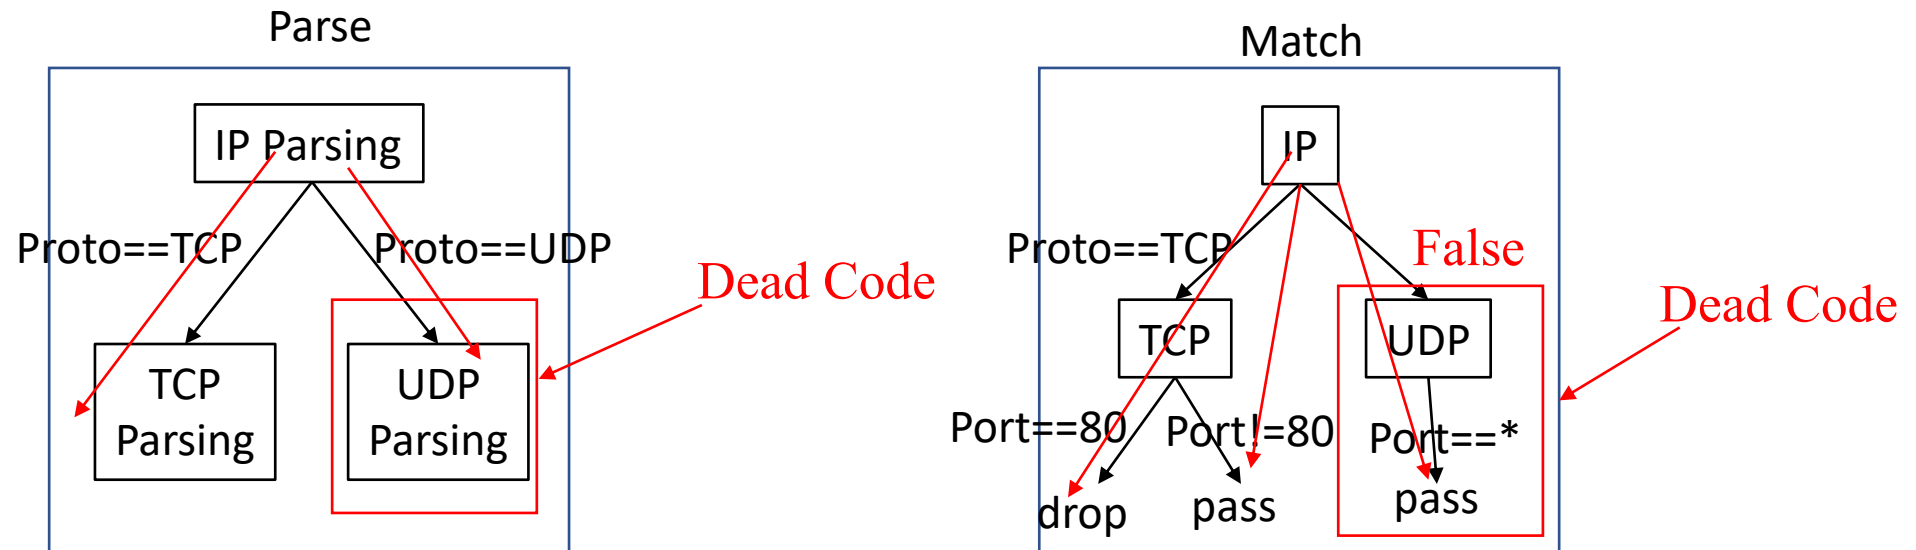 Parse
IP Parsing
Proto==TCP
Proto==UDP
Dead Code
TCP
Parsing
UDP
Parsing
Match
IP
Proto==TCP
False
Dead Code
TCP
UDP
Port==80
Port!=80
Port==*
drop
pass
pass